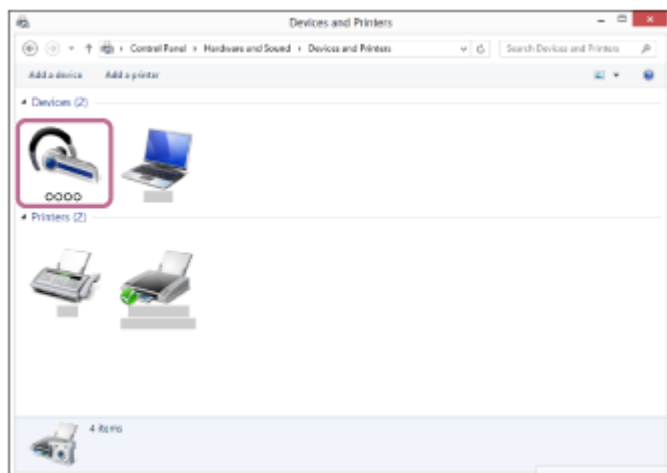 Devices and Printers
Control Panel › Hardware and Sound › Devices and Printers
Search Devices and Printers
Add a device Add a printer
Devices (2)
oooo
Printers (2)
4 items